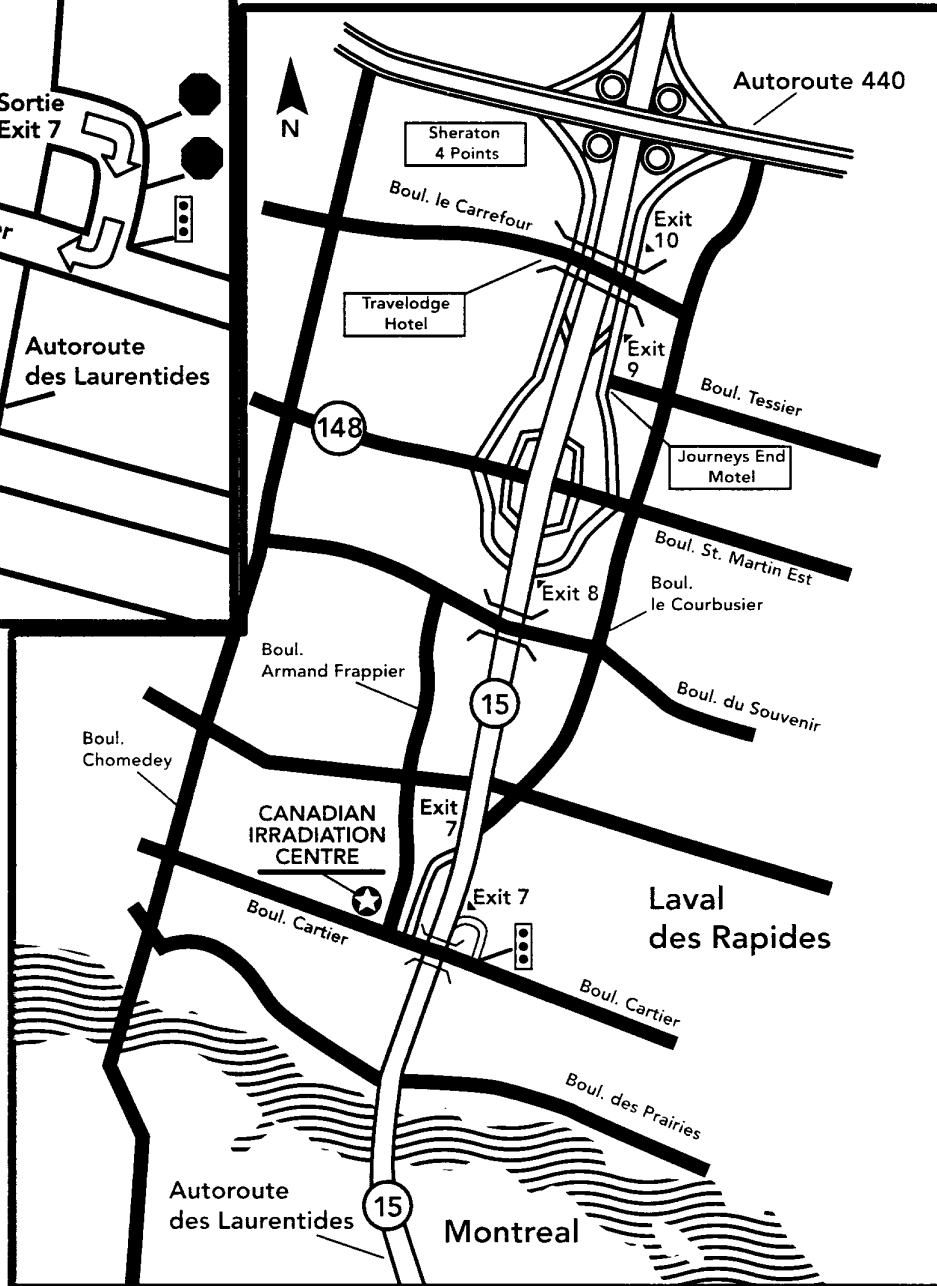 Sortie
Exit 7
Autoroute
des Laurentides
N
Sheraton
4 Points
Autoroute 440
Boul. le Carrefour
Exit
10
Travelodge
Hotel
Exit
9
Boul. Tessier
148
Journeys End
Motel
Boul. St. Martin Est
Exit 8
Boul.
le Courbusier
Boul.
Armand Frappier
15
Boul. du Souvenir
Boul.
Chomedey
Exit
7
CANADIAN
IRRADIATION
CENTRE
Exit 7
Laval
des Rapides
Boul. Cartier
Boul. Cartier
Boul. des Prairies
Autoroute
des Laurentides
15
Montreal